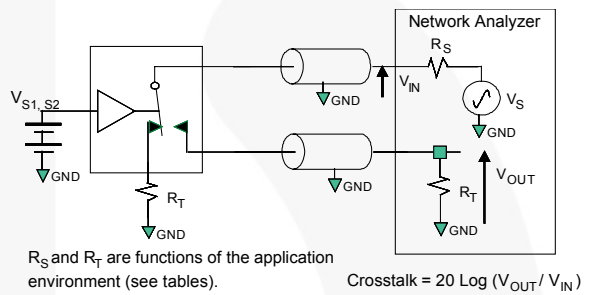 Network Analyzer
R_S
V_IN
V_S
GND
GND
V_S1, S2
GND
GND
V_OUT
R_T
R_T
GND
GND
R_S and R_T are functions of the application
environment (see tables).
Crosstalk = 20 Log (V_OUT / V_IN)